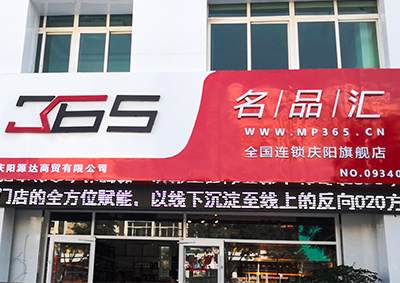 365
名/品/汇
WWW.MP365.CN
全国连锁庆阳旗舰店
庆阳源达商贸有限公司
NO.09340
门店的全方位赋能，以线下沉淀至线上的反向O2O方